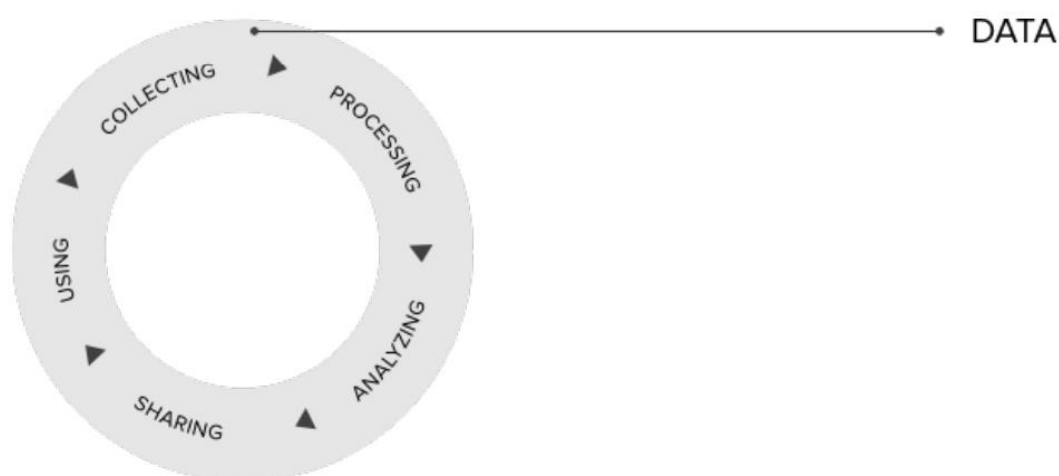 DATA
COLLECTING
PROCESSING
ANALYZING
SHARING
USING